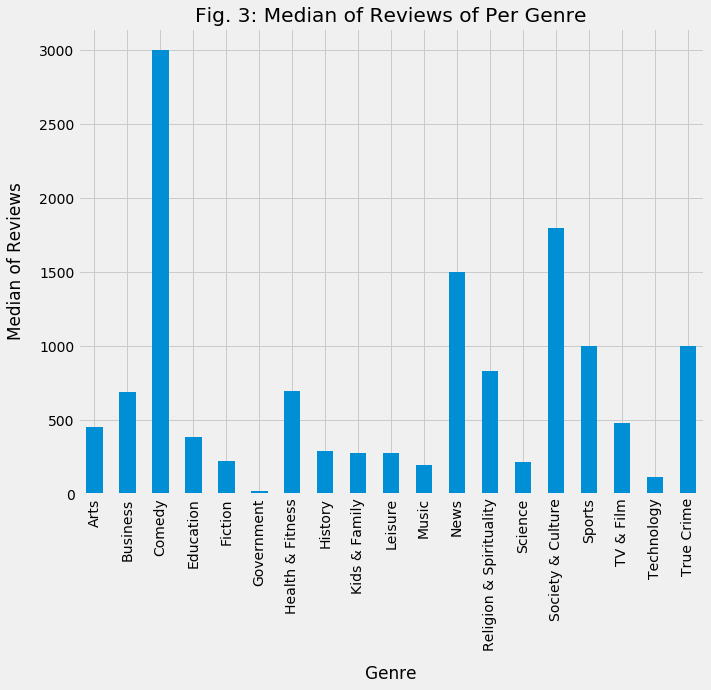 Fig. 3: Median of Reviews of Per Genre
Median of Reviews
3000
2500
2000
1500
1000
500
0
Arts
Business
Comedy
Education
Fiction
Government
Health & Fitness
History
Kids & Family
Leisure
Music
News
Religion & Spirituality
Science
Society & Culture
Sports
TV & Film
Technology
True Crime
Genre